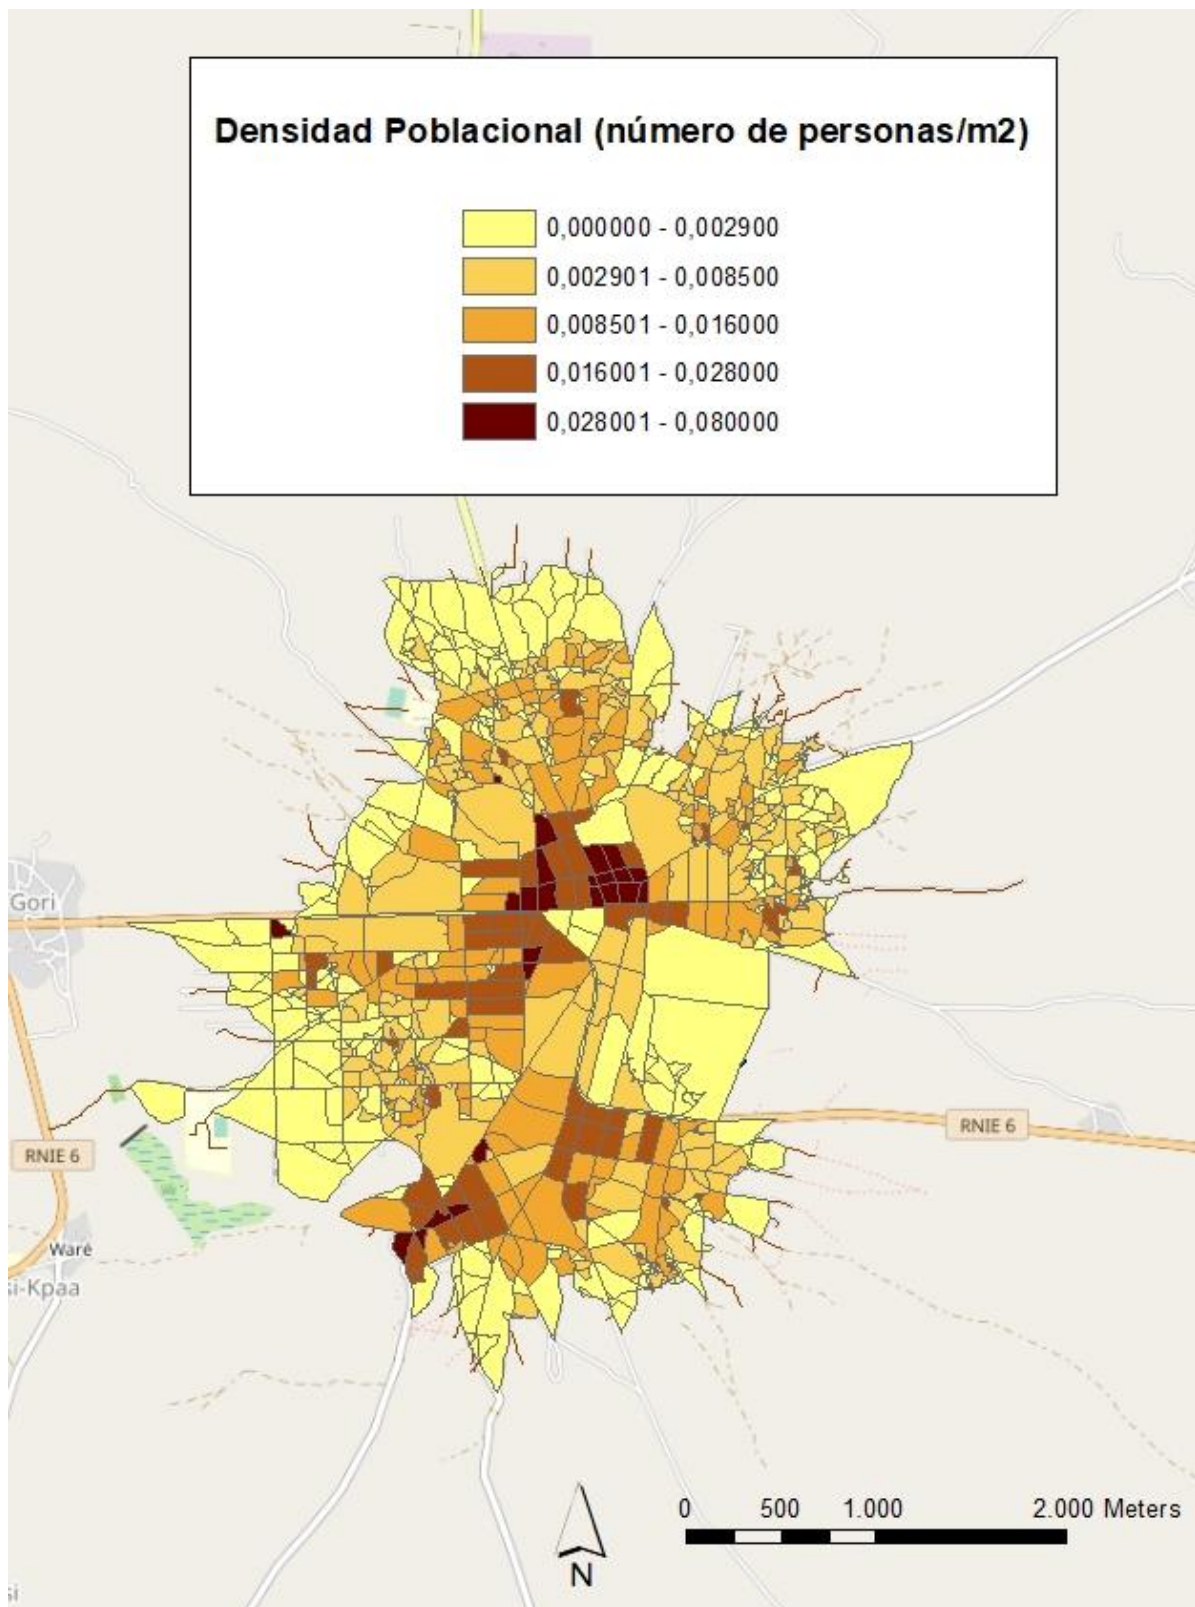 Densidad Poblacional (número de personas/m2)
0,000000 - 0,002900
0,002901 - 0,008500
0,008501 - 0,016000
0,016001 - 0,028000
0,028001 - 0,080000
Gori
RNIE 6
RNIE 6
Waré
si-Kpaa
0 500 1.000 2.000 Meters
N
si